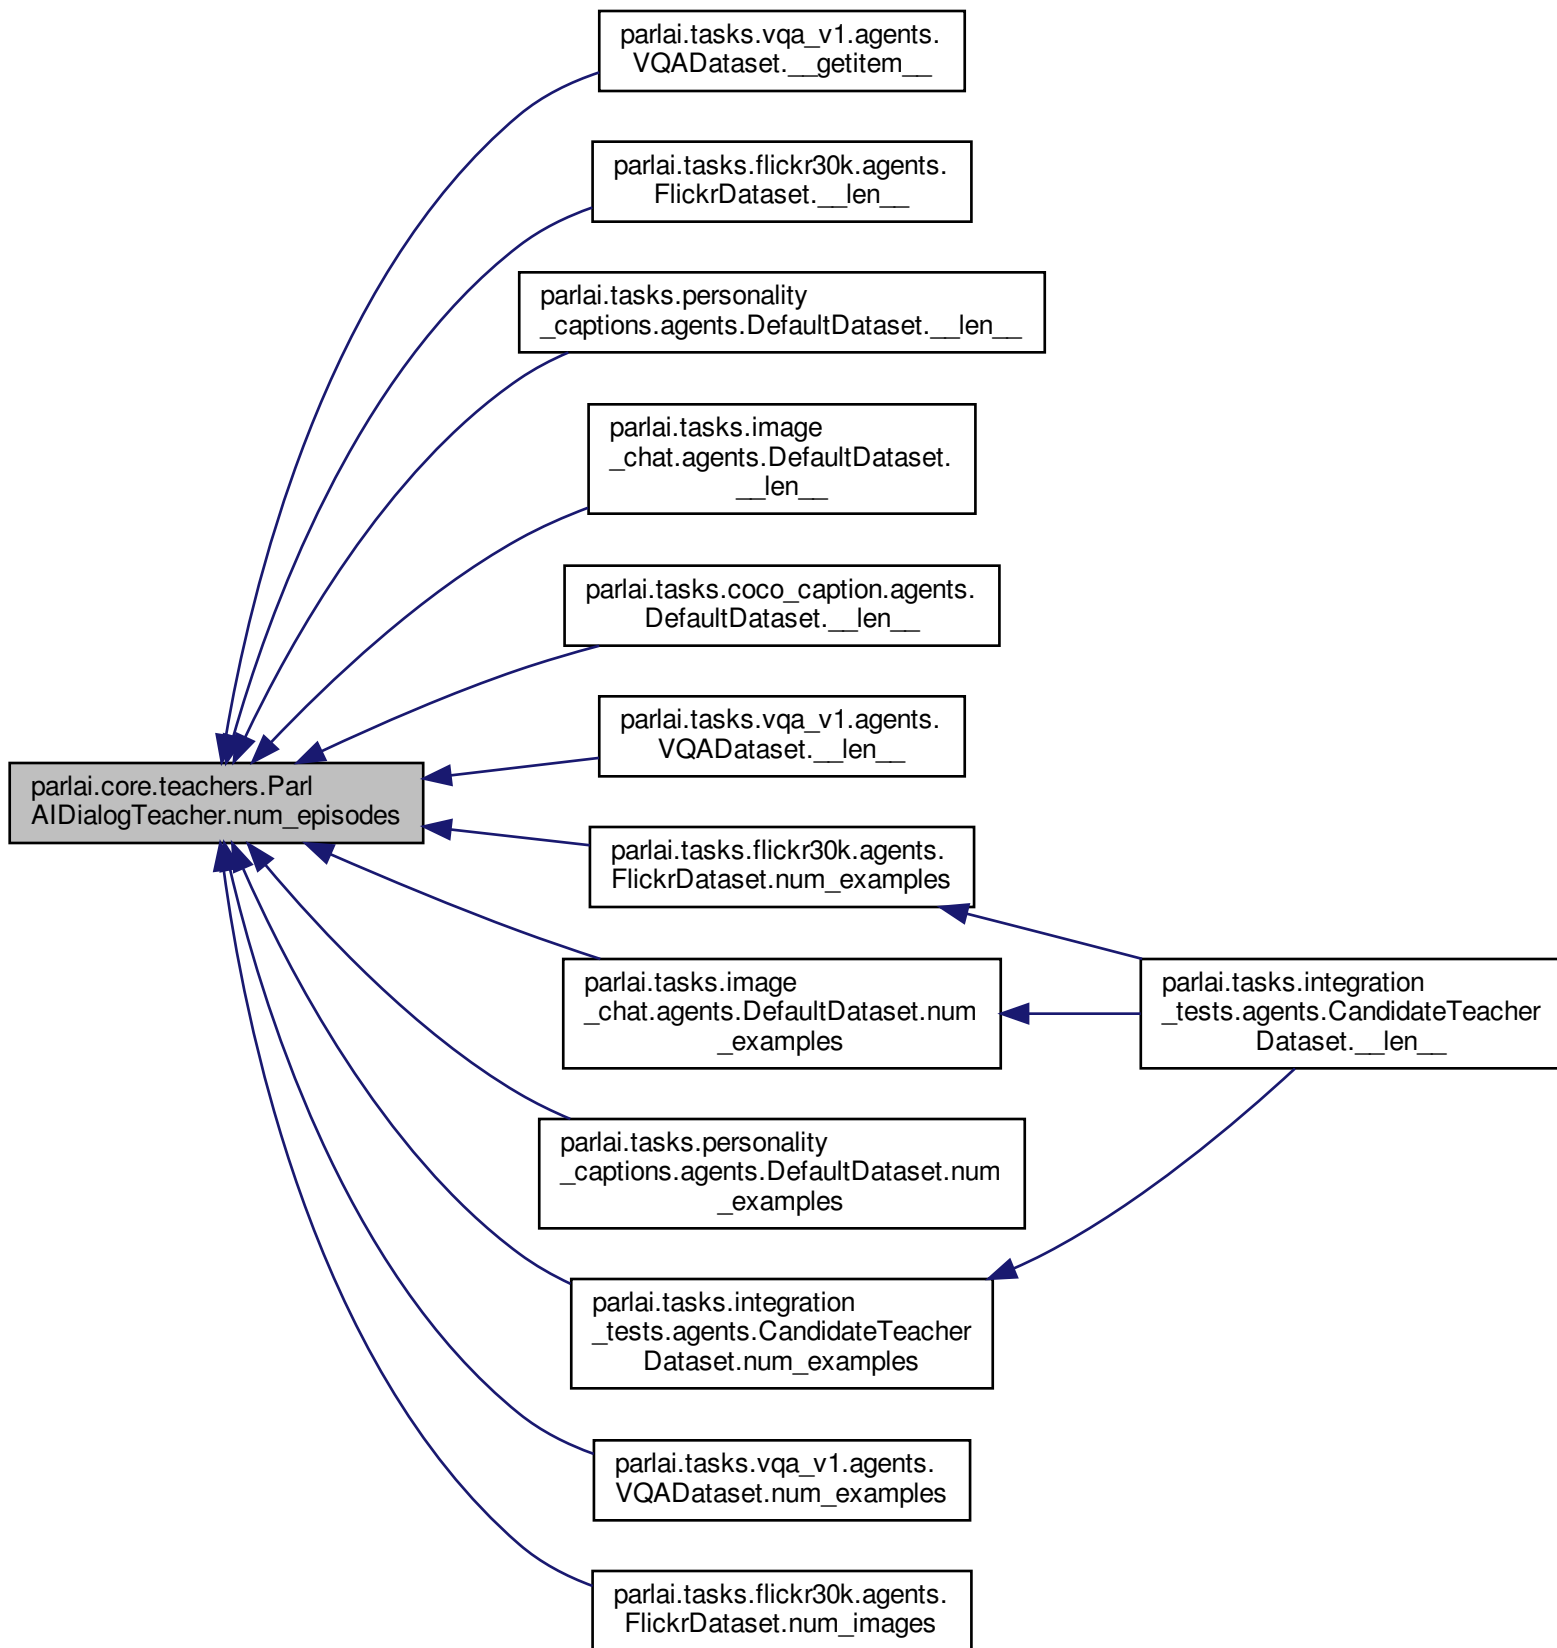 parlai.tasks.vqa_v1.agents.
VQADataset.__getitem__
parlai.tasks.flickr30k.agents.
FlickrDataset.__len__
parlai.tasks.personality
_captions.agents.DefaultDataset.__len__
parlai.tasks.image
_chat.agents.DefaultDataset.
__len__
parlai.tasks.coco_caption.agents.
DefaultDataset.__len__
parlai.tasks.vqa_v1.agents.
VQADataset.__len__
parlai.core.teachers.Parl
AIDialogTeacher.num_episodes
parlai.tasks.flickr30k.agents.
FlickrDataset.num_examples
parlai.tasks.image
_chat.agents.DefaultDataset.num
_examples
parlai.tasks.integration
_tests.agents.CandidateTeacher
Dataset.__len__
parlai.tasks.personality
_captions.agents.DefaultDataset.num
_examples
parlai.tasks.integration
_tests.agents.CandidateTeacher
Dataset.num_examples
parlai.tasks.vqa_v1.agents.
VQADataset.num_examples
parlai.tasks.flickr30k.agents.
FlickrDataset.num_images